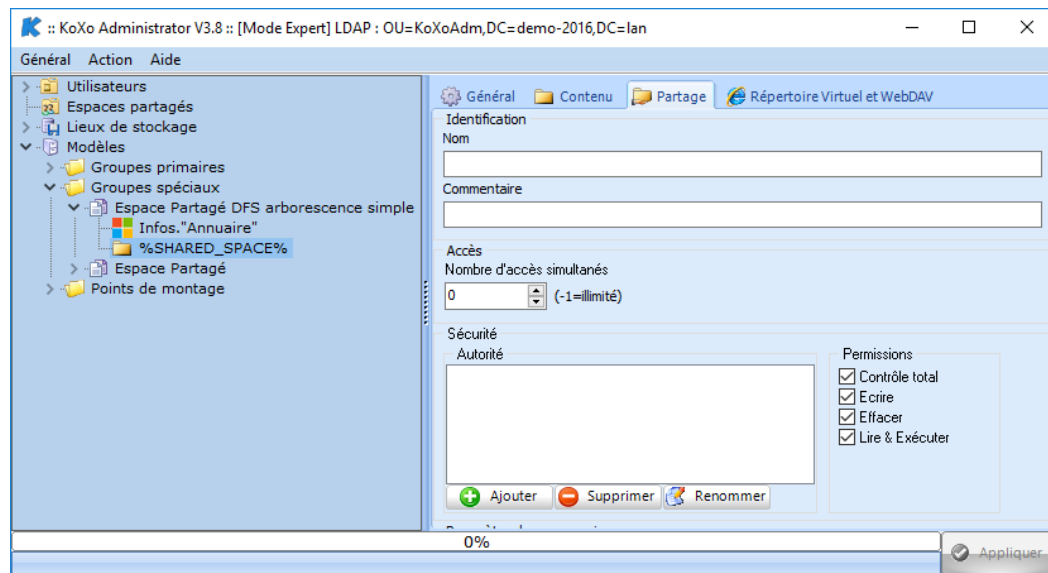 :: KoXo Administrator V3.8 :: [Mode Expert] LDAP : OU=KoXoAdm,DC=demo-2016,DC=lan
Général Action Aide
Utilisateurs
Espaces partagés
Lieux de stockage
Modèles
Groupes primaires
Groupes spéciaux
Espace Partagé DFS arborescence simple
Infos."Annuaire"
%SHARED_SPACE%
Espace Partagé
Points de montage
Général Contenu Partage Répertoire Virtuel et WebDAV
Identification
Nom
Commentaire
Accès
Nombre d'accès simultanés
0 (-1=illimité)
Sécurité
Autorité
Permissions
Contrôle total
Ecrire
Effacer
Lire & Exécuter
Ajouter Supprimer Renommer
0%
Appliquer